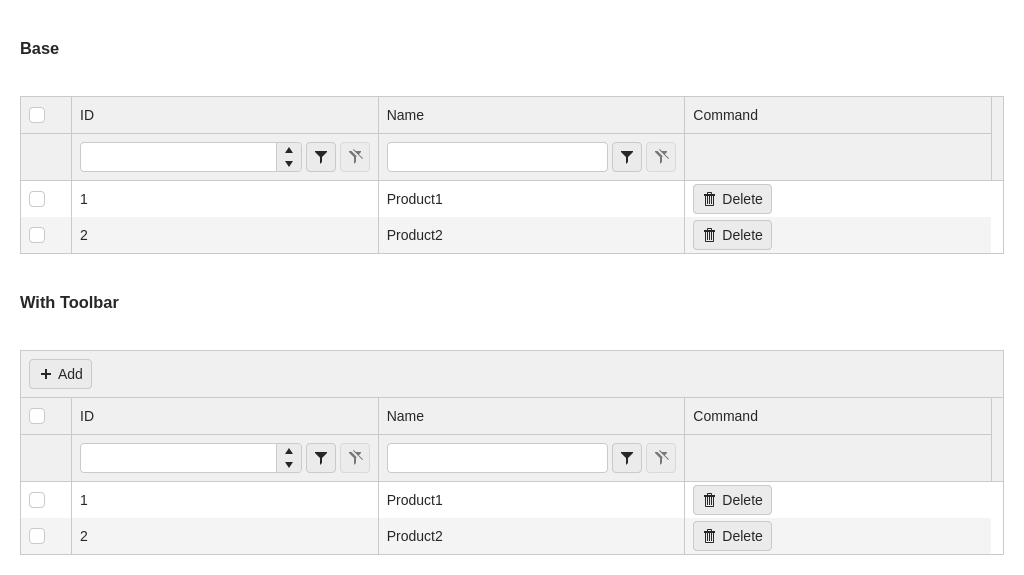 Base
ID Name Command
1 Product1 Delete
2 Product2 Delete
With Toolbar
Add
ID Name Command
1 Product1 Delete
2 Product2 Delete